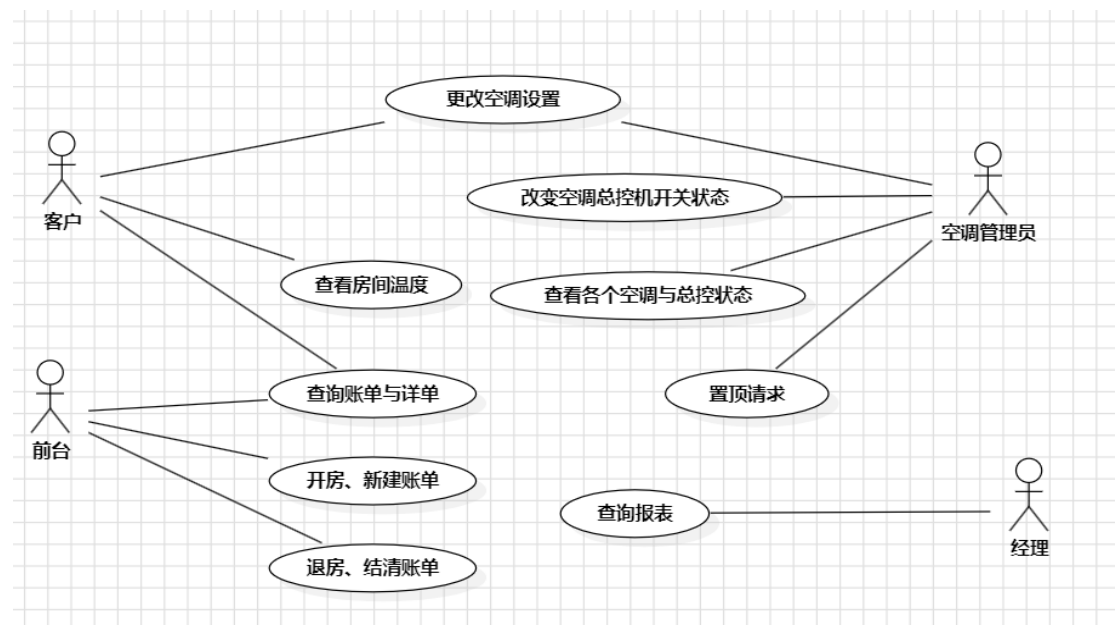 更改空调设置
客户
改变空调总控机开关状态
空调管理员
查看房间温度
查看各个空调与总控状态
查询账单与详单
置顶请求
前台
开房、新建账单
查询报表
经理
退房、结清账单